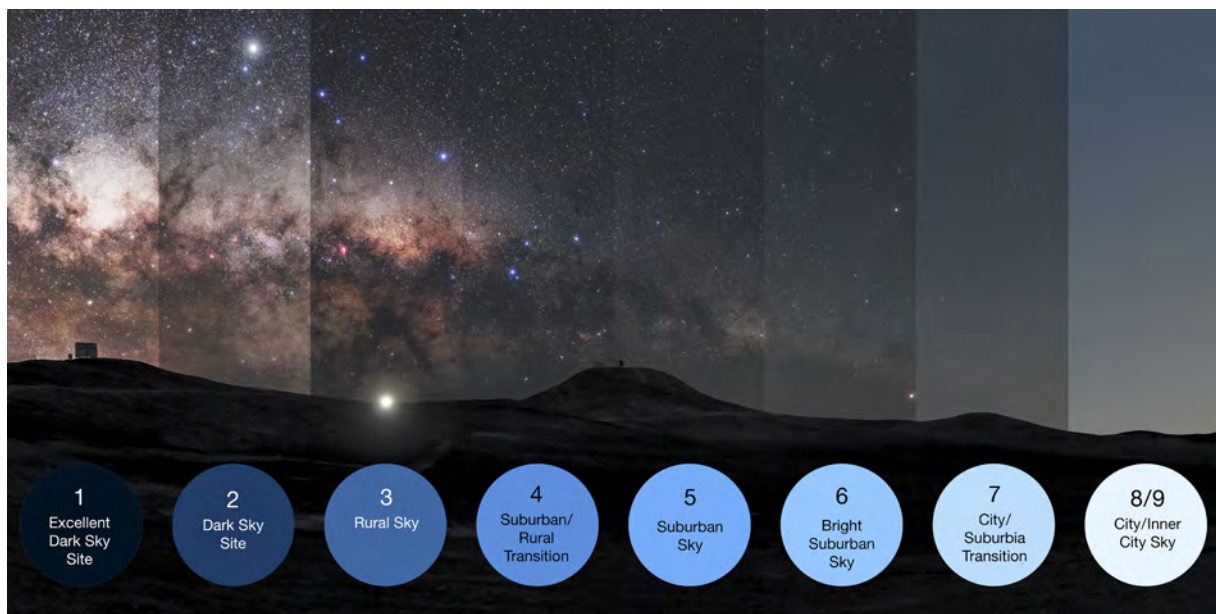 1
Excellent
Dark Sky
Site
2
Dark Sky
Site
3
Rural Sky
4
Suburban/
Rural
Transition
5
Suburban
Sky
6
Bright
Suburban
Sky
7
City/
Suburbia
Transition
8/9
City/Inner
City Sky